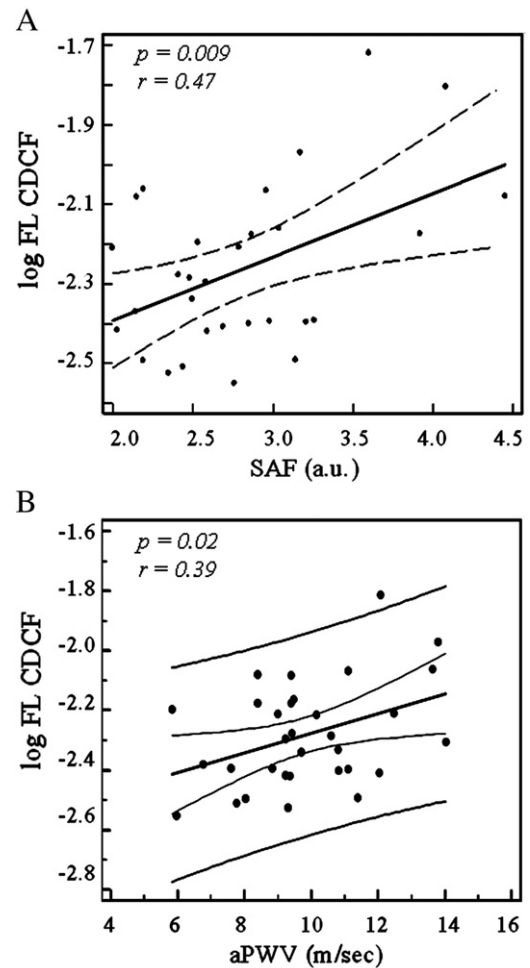 A
p = 0.009
r = 0.47
log FL CDCF
-1.7
-1.9
-2.1
-2.3
-2.5
2.0 2.5 3.0 3.5 4.0 4.5
SAF (a.u.)
B
p = 0.02
r = 0.39
log FL CDCF
-1.6
-1.8
-2.0
-2.2
-2.4
-2.6
-2.8
4 6 8 10 12 14 16
aPWV (m/sec)